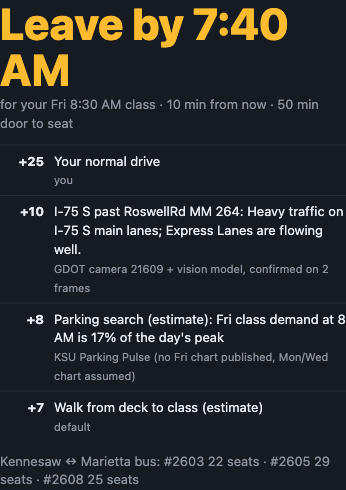 Leave by 7:40
AM
for your Fri 8:30 AM class · 10 min from now · 50 min
door to seat
+25 Your normal drive
you
+10 I-75 S past RoswellRd MM 264: Heavy traffic on
I-75 S main lanes; Express Lanes are flowing
well.
GDOT camera 21609 + vision model, confirmed on 2
frames
+8 Parking search (estimate): Fri class demand at 8
AM is 17% of the day's peak
KSU Parking Pulse (no Fri chart published, Mon/Wed
chart assumed)
+7 Walk from deck to class (estimate)
default
Kennesaw ↔ Marietta bus: #2603 22 seats · #2605 29
seats · #2608 25 seats